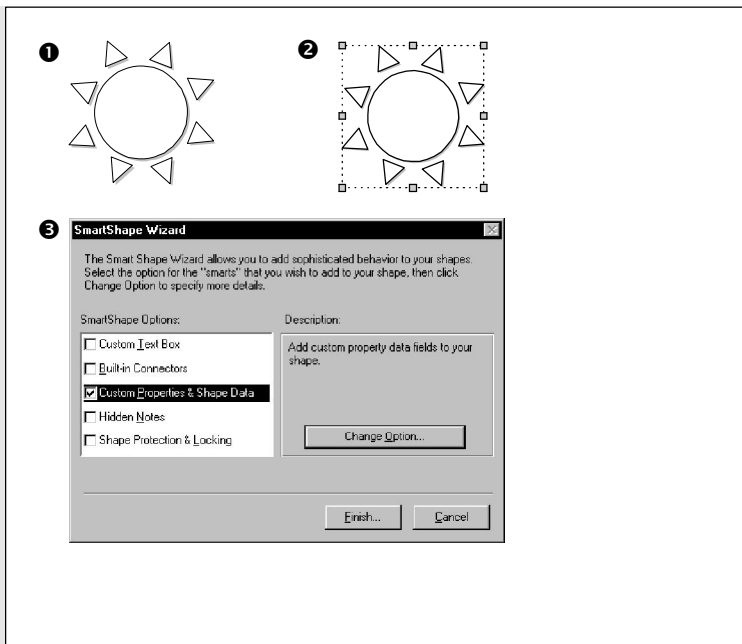 ❶
❷
❸
SmartShape Wizard
The Smart Shape Wizard allows you to add sophisticated behavior to your shapes.
Select the option for the "smarts" that you wish to add to your shape, then click
Change Option to specify more details.
SmartShape Options:
Description:
Custom Text Box
Built-in Connectors
Custom Properties & Shape Data
Hidden Notes
Shape Protection & Locking
Add custom property data fields to your
shape.
Change Option...
Finish...
Cancel